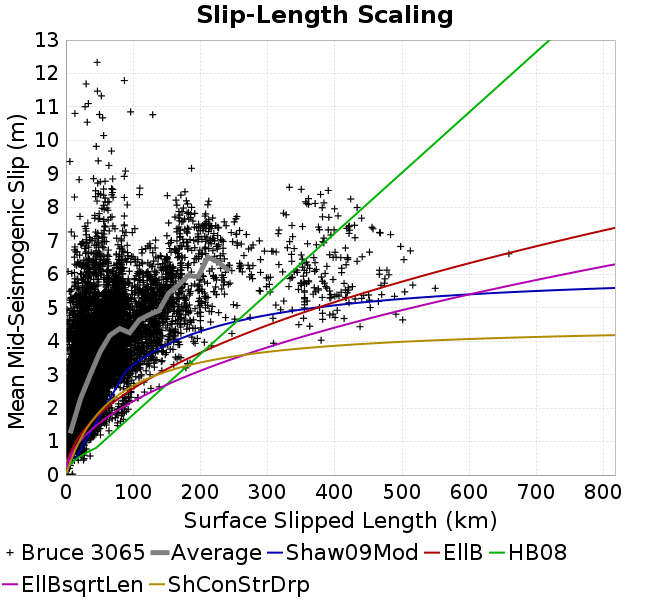 Slip-Length Scaling
Mean Mid-Seismogenic Slip (m)
13
12
11
10
9
8
7
6
5
4
3
2
1
0
0 100 200 300 400 500 600 700 800
Surface Slipped Length (km)
Bruce 3065 Average Shaw09Mod EllB HB08
EllBsqrtLen ShConStrDrp